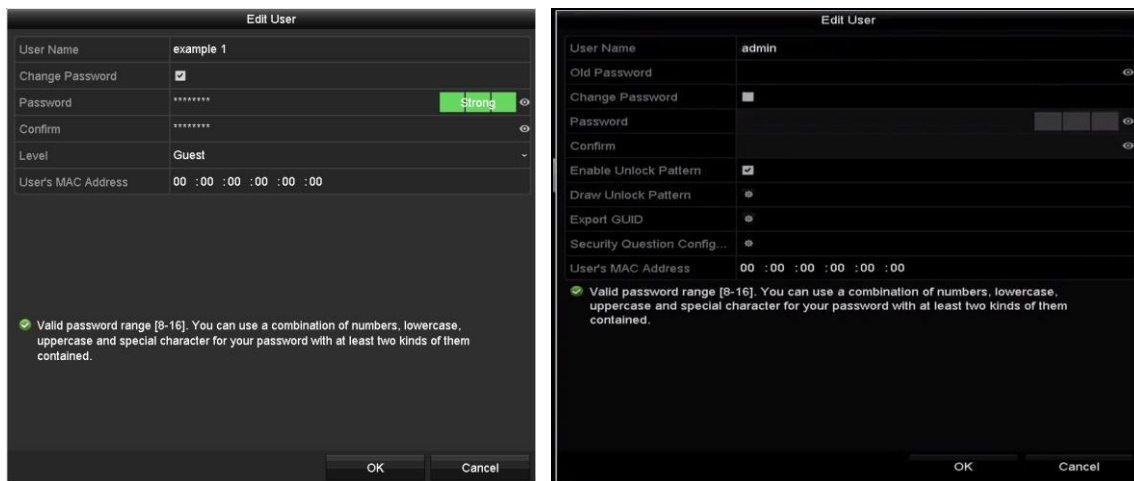 Edit User
User Name example 1
Change Password
Password ******** Strong
Confirm ********
Level Guest
User's MAC Address 00 :00 :00 :00 :00 :00
Valid password range [8-16]. You can use a combination of numbers, lowercase,
uppercase and special character for your password with at least two kinds of them
contained.
OK Cancel
Edit User
User Name admin
Old Password
Change Password
Password
Confirm
Enable Unlock Pattern
Draw Unlock Pattern
Export GUID
Security Question Config...
User's MAC Address 00 :00 :00 :00 :00 :00
Valid password range [8-16]. You can use a combination of numbers, lowercase,
uppercase and special character for your password with at least two kinds of them
contained.
OK Cancel